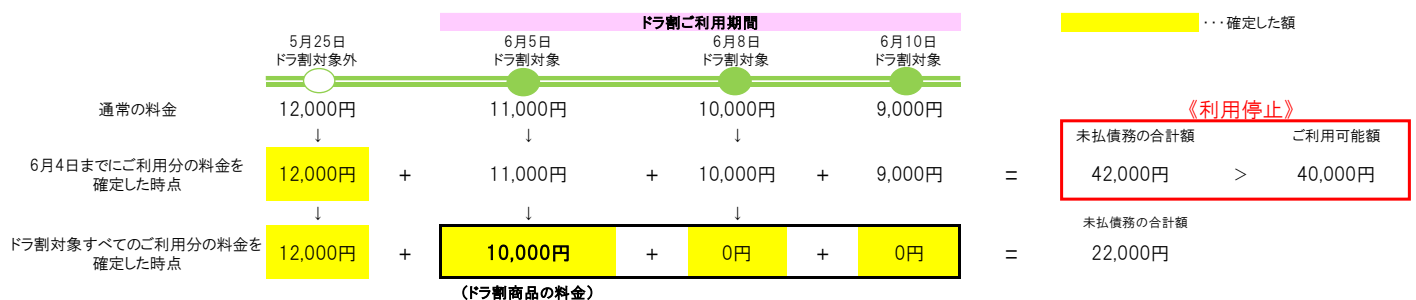 ドラ割ご利用期間
・・・確定した額
5月25日 6月5日 6月8日 6月10日
ドラ割対象外 ドラ割対象 ドラ割対象 ドラ割対象
通常の料金 12,000円 11,000円 10,000円 9,000円
《利用停止》
↓ ↓ ↓
未払債務の合計額 ご利用可能額
6月4日までにご利用分の料金を
確定した時点
12,000円 + 11,000円 + 10,000円 + 9,000円 = 42,000円 > 40,000円
↓ ↓ ↓
未払債務の合計額
ドラ割対象すべてのご利用分の料金を
確定した時点
12,000円 + 10,000円 + 0円 + 0円 = 22,000円
(ドラ割商品の料金)